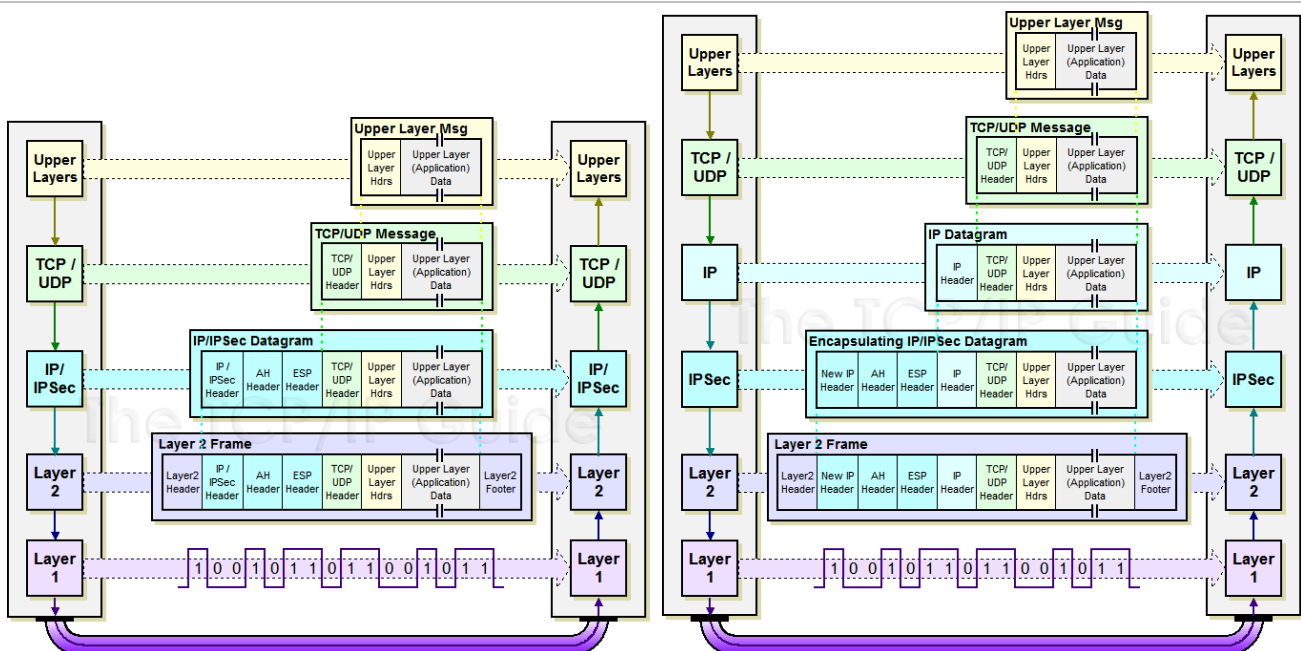 Upper Layer Msg
Upper
Layers
Upper
Layer
Hdrs
Upper Layer
(Application)
Data
Upper
Layers
TCP/UDP Message
TCP /
UDP
TCP/
UDP
Header
Upper
Layer
Hdrs
Upper Layer
(Application)
Data
TCP /
UDP
IP/IPSec Datagram
IP/
IPSec
IP /
IPSec
Header
AH
Header
ESP
Header
TCP/
UDP
Header
Upper
Layer
Hdrs
Upper Layer
(Application)
Data
IP/
IPSec
The TCP/IP Guide
Layer 2 Frame
Layer
2
Layer2
Header
IP /
IPSec
Header
AH
Header
ESP
Header
TCP/
UDP
Header
Upper
Layer
Hdrs
Upper Layer
(Application)
Data
Layer2
Footer
Layer
2
Layer
1
1 0 0 1 0 1 1 0 1 1 0 0 1 0 1 1
Layer
1
Upper Layer Msg
Upper
Layers
Upper
Layer
Hdrs
Upper Layer
(Application)
Data
Upper
Layers
TCP/UDP Message
TCP /
UDP
TCP/
UDP
Header
Upper
Layer
Hdrs
Upper Layer
(Application)
Data
TCP /
UDP
IP Datagram
IP
IP
Header
TCP/
UDP
Header
Upper
Layer
Hdrs
Upper Layer
(Application)
Data
IP
The TCP/IP Guide
Encapsulating IP/IPSec Datagram
IPSec
New IP
Header
AH
Header
ESP
Header
IP
Header
TCP/
UDP
Header
Upper
Layer
Hdrs
Upper Layer
(Application)
Data
IPSec
Layer 2 Frame
Layer
2
Layer2
Header
New IP
Header
AH
Header
ESP
Header
IP
Header
TCP/
UDP
Header
Upper
Layer
Hdrs
Upper Layer
(Application)
Data
Layer2
Footer
Layer
2
Layer
1
1 0 0 1 0 1 1 0 1 1 0 0 1 0 1 1
Layer
1